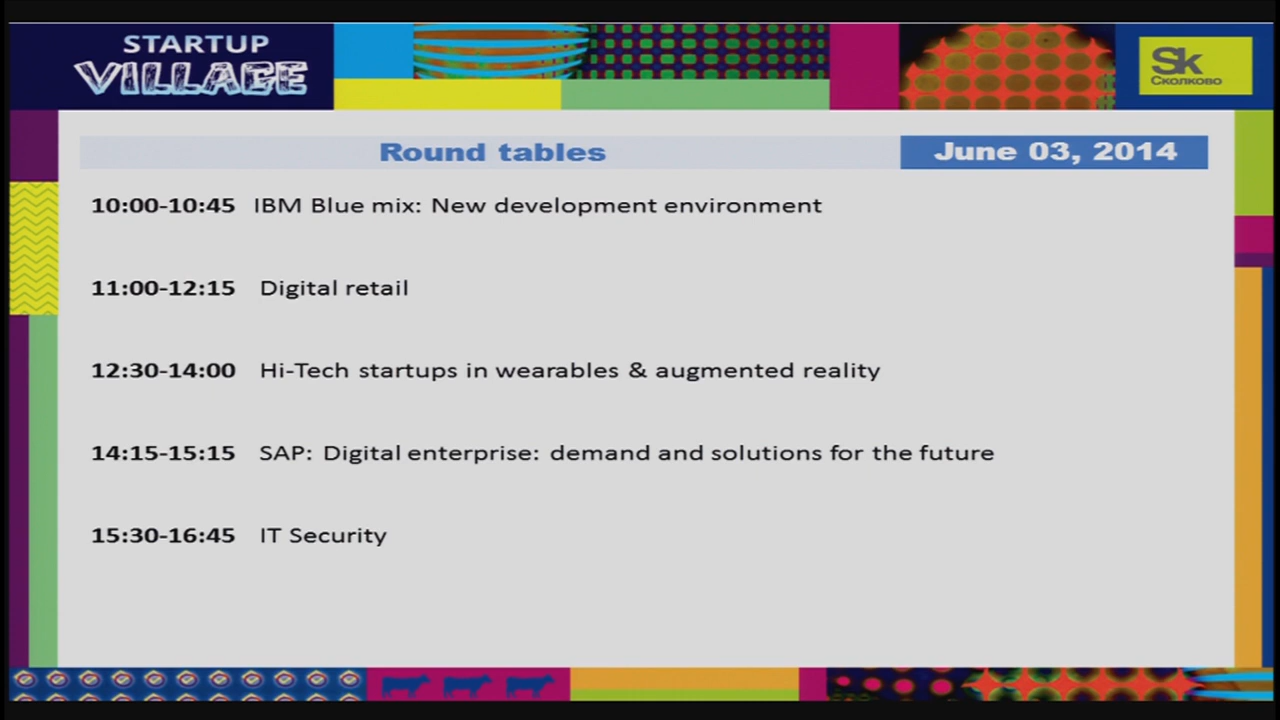 STARTUP
VILLAGE
Sk
Сколково
Round tables
June 03, 2014
10:00-10:45 IBM Blue mix: New development environment
11:00-12:15 Digital retail
12:30-14:00 Hi-Tech startups in wearables & augmented reality
14:15-15:15 SAP: Digital enterprise: demand and solutions for the future
15:30-16:45 IT Security